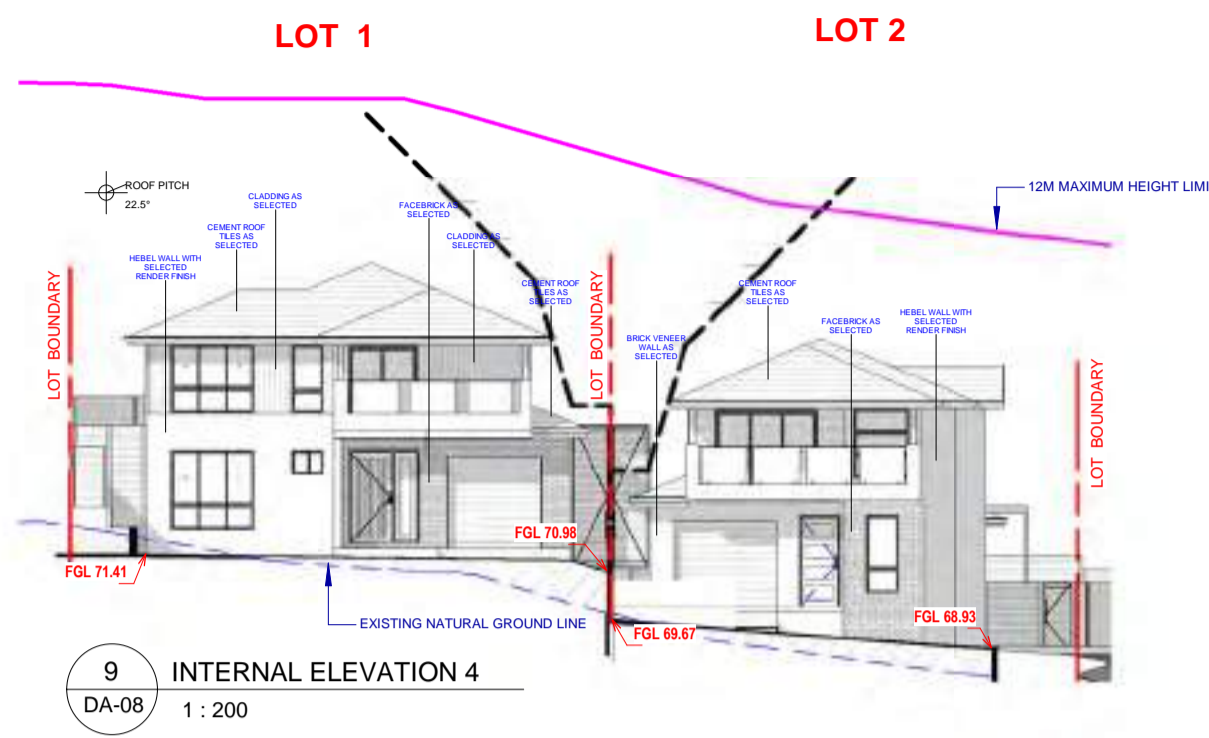 LOT 1
LOT 2
12M MAXIMUM HEIGHT LIMI
ROOF PITCH
22.5°
CLADDING AS
SELECTED
FACEBRICK AS
SELECTED
CEMENT ROOF
TILES AS
SELECTED
CLADDING AS
SELECTED
HEBEL WALL WITH
SELECTED
RENDER FINISH
CEMENT ROOF
TILES AS
SELECTED
CEMENT ROOF
TILES AS
SELECTED
HEBEL WALL WITH
SELECTED
RENDER FINISH
FACEBRICK AS
SELECTED
BRICK VENEER
WALL AS
SELECTED
LOT BOUNDARY
LOT BOUNDARY
LOT BOUNDARY
FGL 70.98
FGL 71.41
FGL 68.93
EXISTING NATURAL GROUND LINE
FGL 69.67
9
INTERNAL ELEVATION 4
DA-08
1 : 200